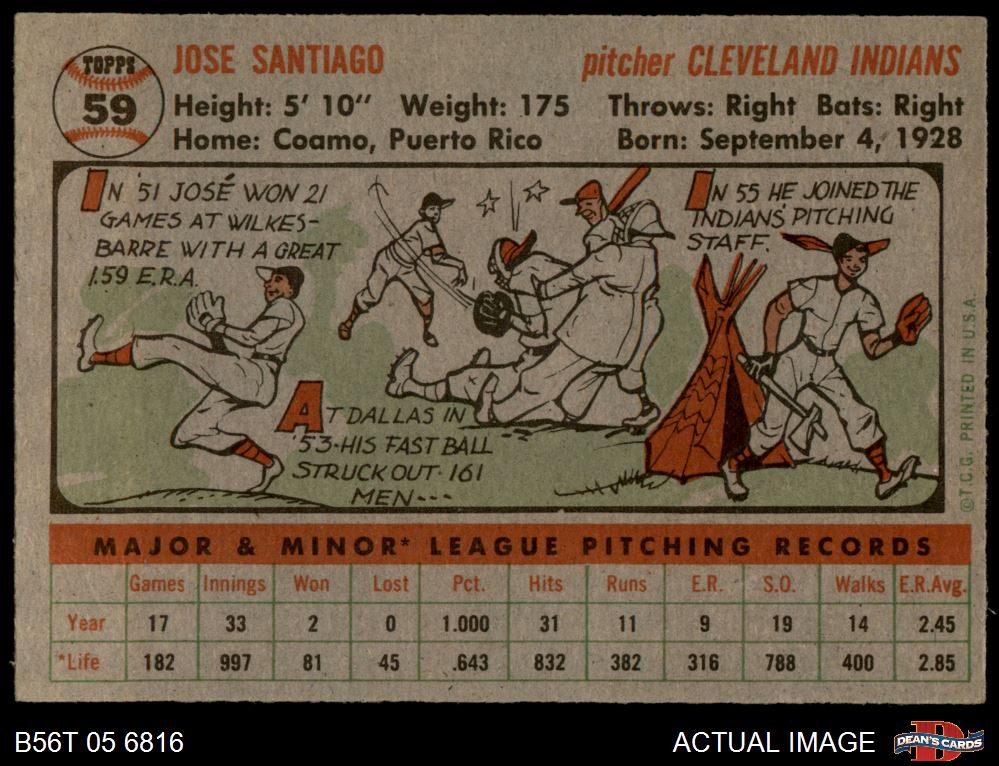 TOPPS
59
JOSE SANTIAGO
pitcher CLEVELAND INDIANS
Height: 5' 10" Weight: 175 Throws: Right Bats: Right
Home: Coamo, Puerto Rico Born: September 4, 1928
IN '51 JOSÉ WON 21
GAMES AT WILKES-
BARRE WITH A GREAT
1.59 E.R.A.
AT DALLAS IN
'53-HIS FAST BALL
STRUCK OUT 161
MEN---
IN 55 HE JOINED THE
INDIANS' PITCHING
STAFF.
©T.C.G. PRINTED IN U.S.A.
MAJOR & MINOR* LEAGUE PITCHING RECORDS
Games Innings Won Lost Pct. Hits Runs E.R. S.O. Walks E.R.Avg.
Year 17 33 2 0 1.000 31 11 9 19 14 2.45
*Life 182 997 81 45 .643 832 382 316 788 400 2.85
B56T 05 6816
ACTUAL IMAGE
D
DEAN'S CARDS